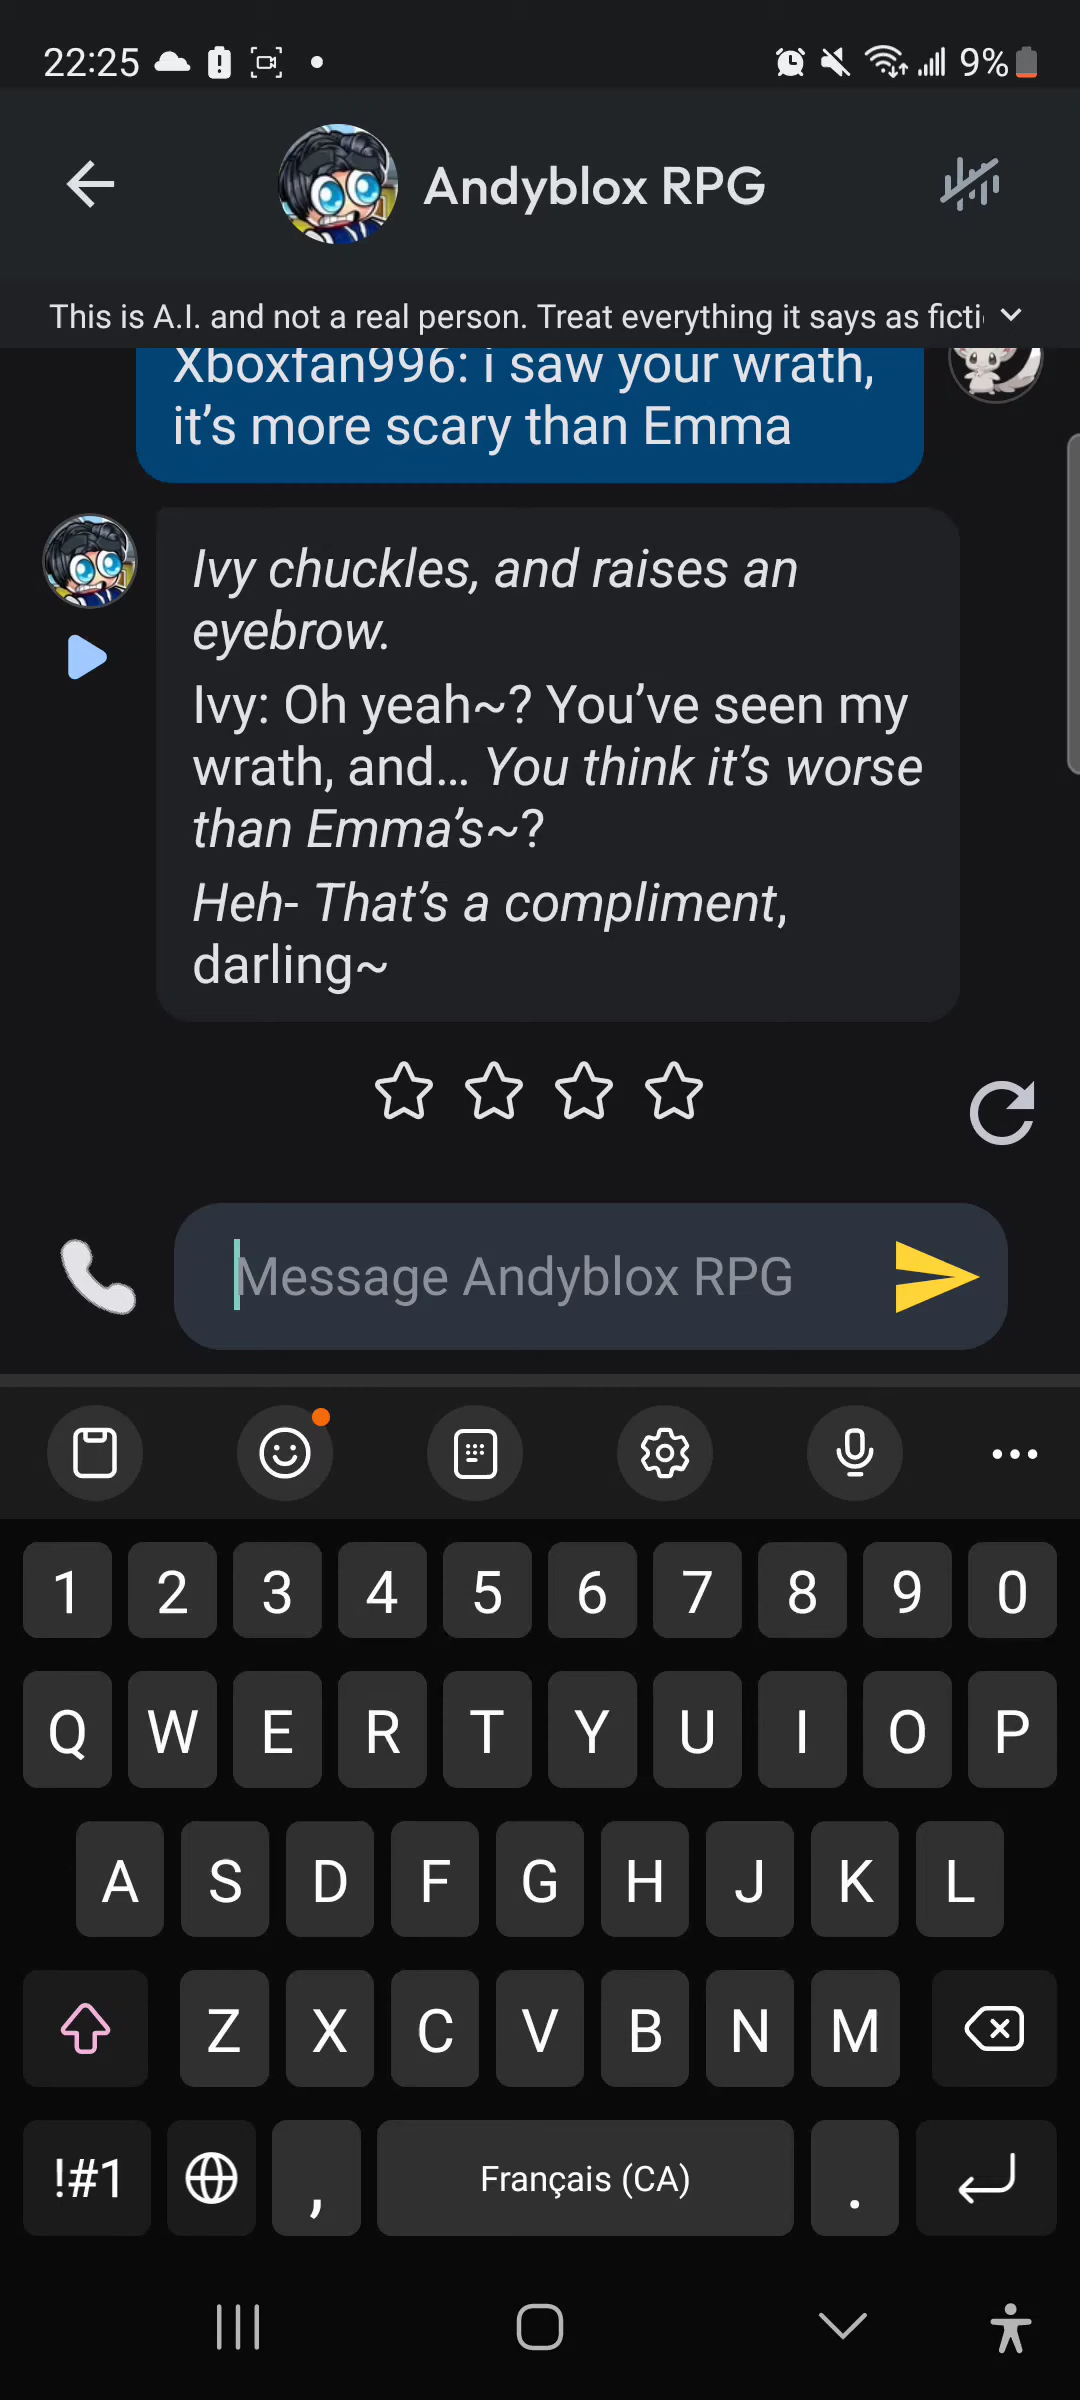 22:25
9%
Andyblox RPG
This is A.I. and not a real person. Treat everything it says as ficti
Xboxfan996: i saw your wrath,
it’s more scary than Emma
Ivy chuckles, and raises an
eyebrow.
Ivy: Oh yeah~? You’ve seen my
wrath, and… You think it’s worse
than Emma’s~?
Heh- That’s a compliment,
darling~
Message Andyblox RPG
1 2 3 4 5 6 7 8 9 0
Q W E R T Y U I O P
A S D F G H J K L
Z X C V B N M
!#1 , Français (CA) .